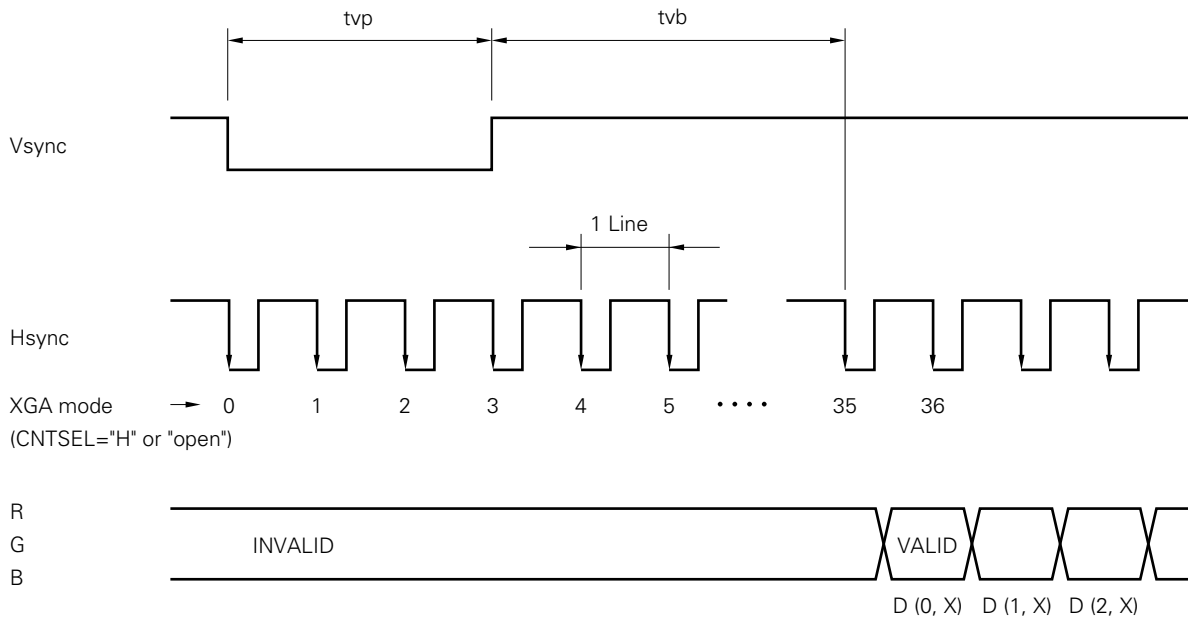 tvp tvb
Vsync
1 Line
Hsync
XGA mode 0 1 2 3 4 5 •••• 35 36
(CNTSEL="H" or "open")
R
G INVALID VALID
B
D (0, X) D (1, X) D (2, X)